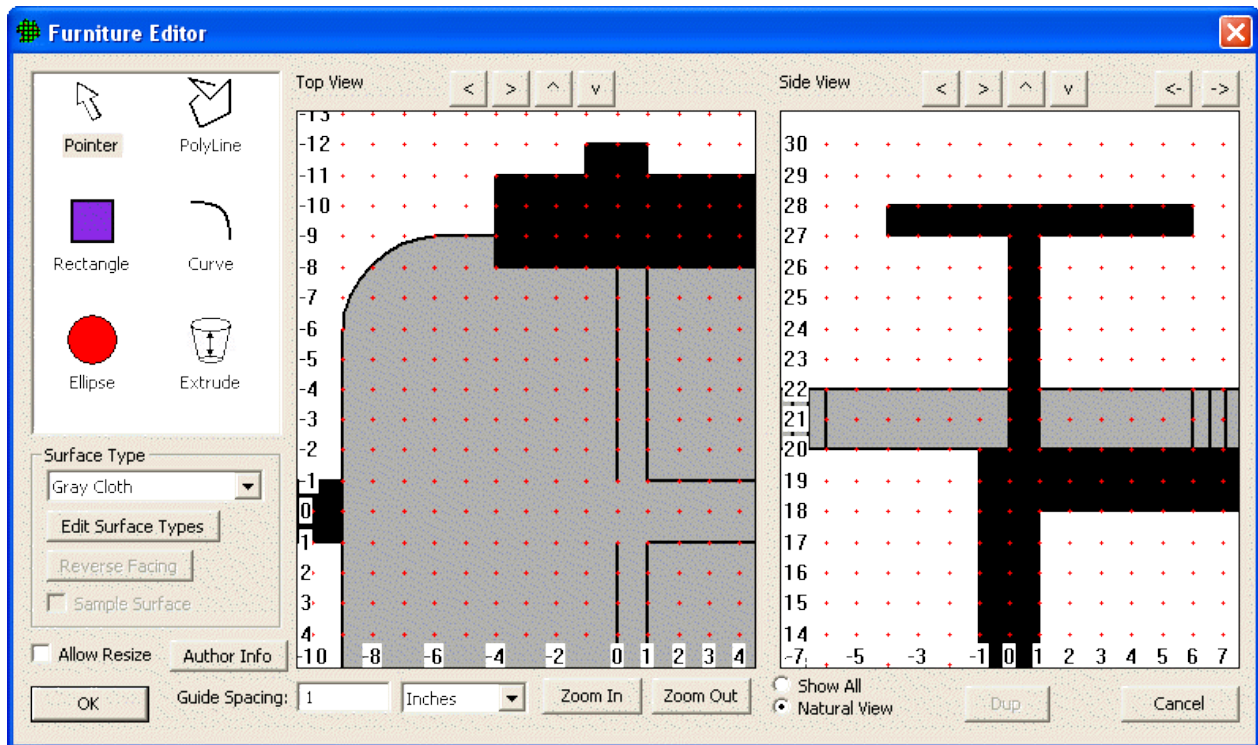 Furniture Editor
Pointer
PolyLine
Rectangle
Curve
Ellipse
Extrude
Surface Type
Gray Cloth
Edit Surface Types
Reverse Facing
Sample Surface
Allow Resize
Author Info
OK
Top View
< > ^ v
-13
-12
-11
-10
-9
-8
-7
-6
-5
-4
-3
-2
-1
0
1
2
3
4
-10 -8 -6 -4 -2 0 1 2 3 4
Side View
< > ^ v <- ->
30
29
28
27
26
25
24
23
22
21
20
19
18
17
16
15
14
-7 -5 -3 -1 0 1 2 3 4 5 6 7
Guide Spacing: 1 Inches Zoom In Zoom Out
Show All
Natural View
Dup
Cancel